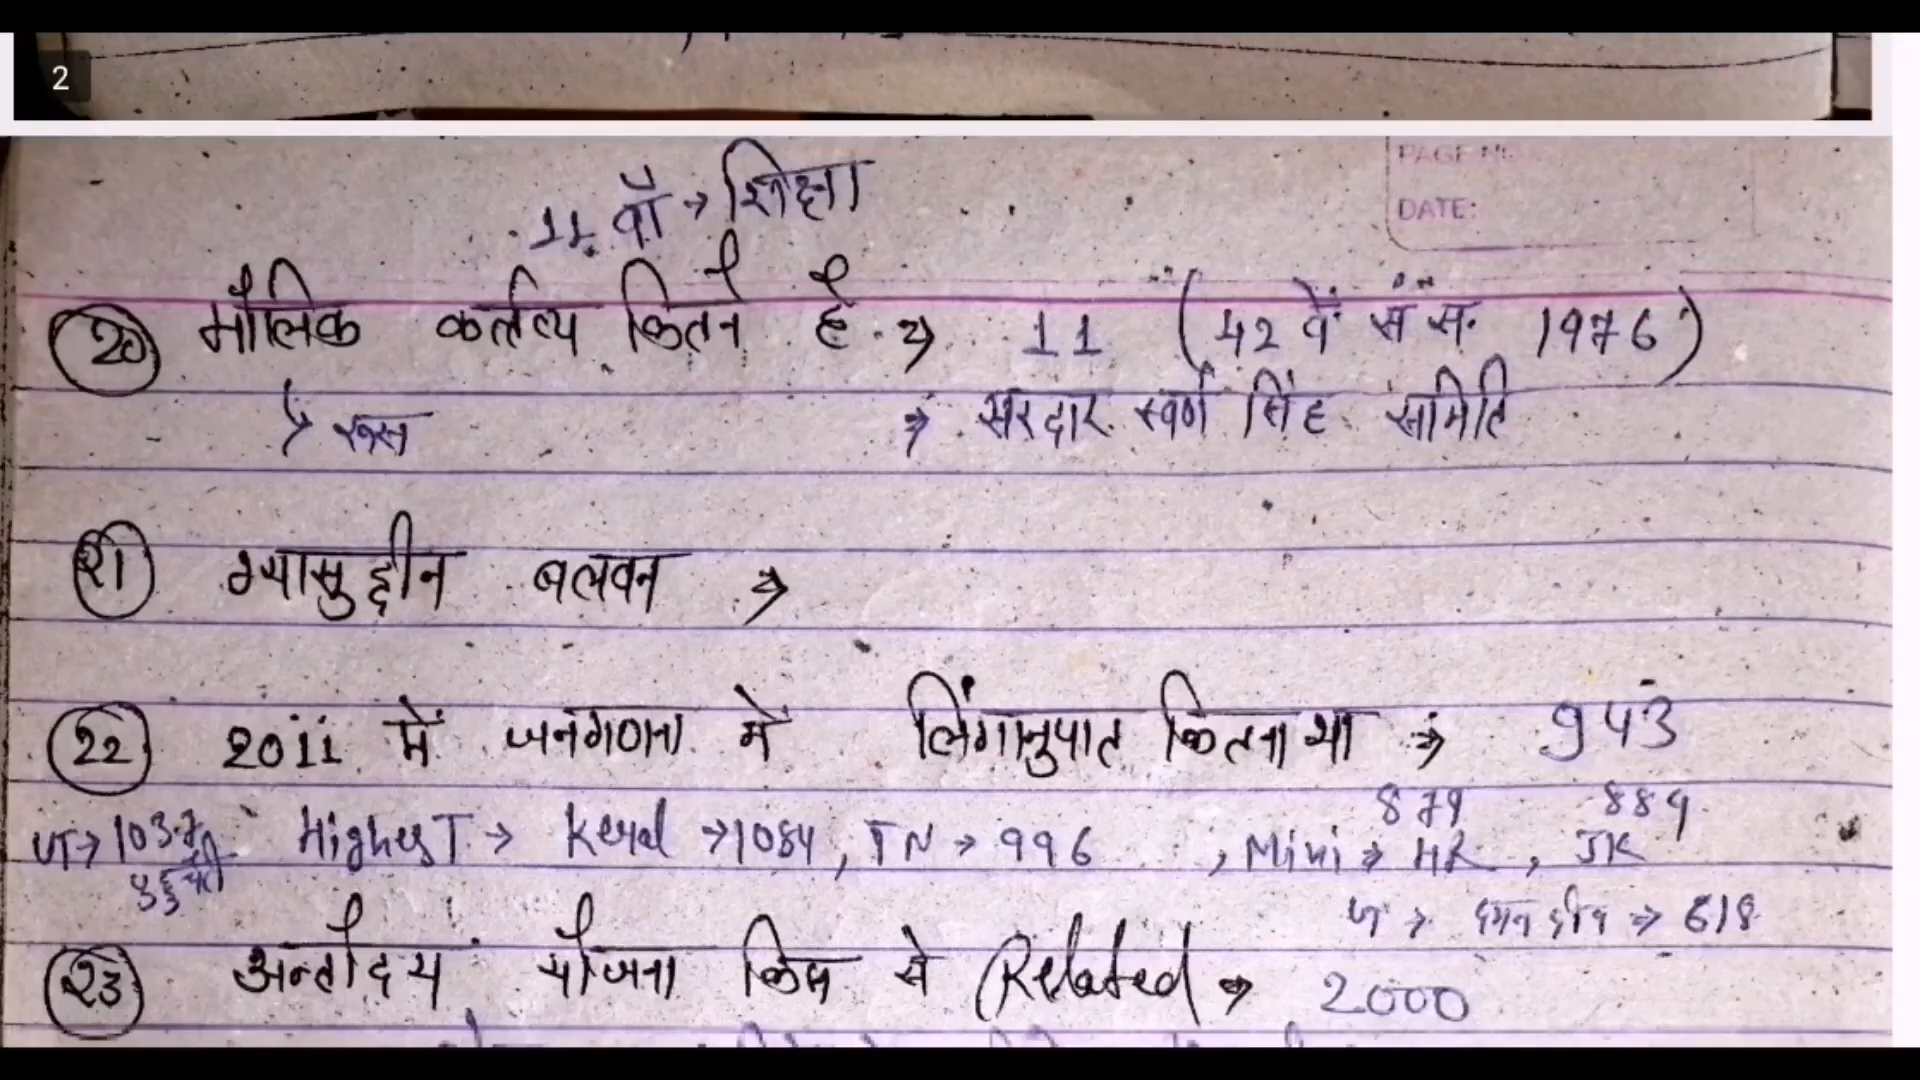 2
PAGE NO.
DATE:
11 वाँ → शिक्षा
20 मौलिक कर्तव्य कितने है → 11 (42 वें सं सं. 1976)
→ रूस ⇒ सरदार स्वर्ण सिंह समिति
21 ग्यासुद्दीन बलवन ⇒
22 2011 में जनगणना में लिंगानुपात कितना था ⇒ 943
879 889
UT → 1037 Highest → Keral → 1084, TN → 996, Mini ⇒ HR, JK
पुदुचेरी
UT → दमन दीव ⇒ 618
23 अन्तोदय योजना किस से Related ⇒ 2000